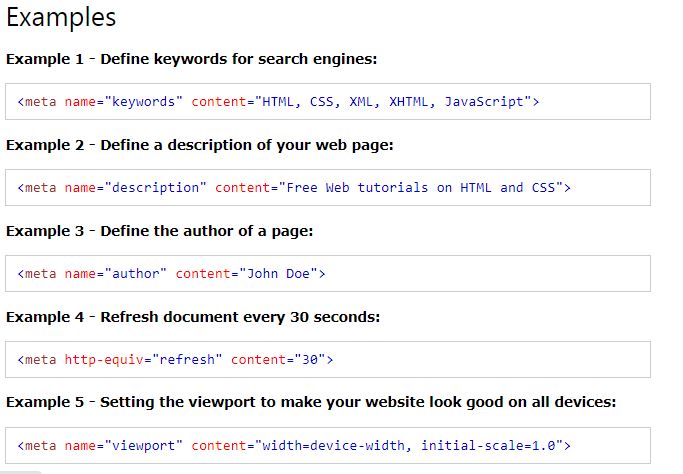 Examples
Example 1 - Define keywords for search engines:
<meta name="keywords" content="HTML, CSS, XML, XHTML, JavaScript">
Example 2 - Define a description of your web page:
<meta name="description" content="Free Web tutorials on HTML and CSS">
Example 3 - Define the author of a page:
<meta name="author" content="John Doe">
Example 4 - Refresh document every 30 seconds:
<meta http-equiv="refresh" content="30">
Example 5 - Setting the viewport to make your website look good on all devices:
<meta name="viewport" content="width=device-width, initial-scale=1.0">